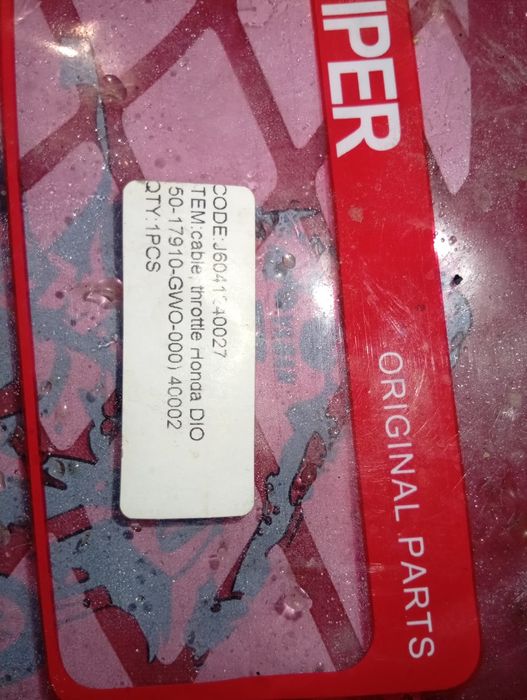 IPER
ORIGINAL PARTS
CODE:J6041 40027
TEM:cable, throttle Honda DIO
50-17910-GWO-000) 40002
QTY:1PCS